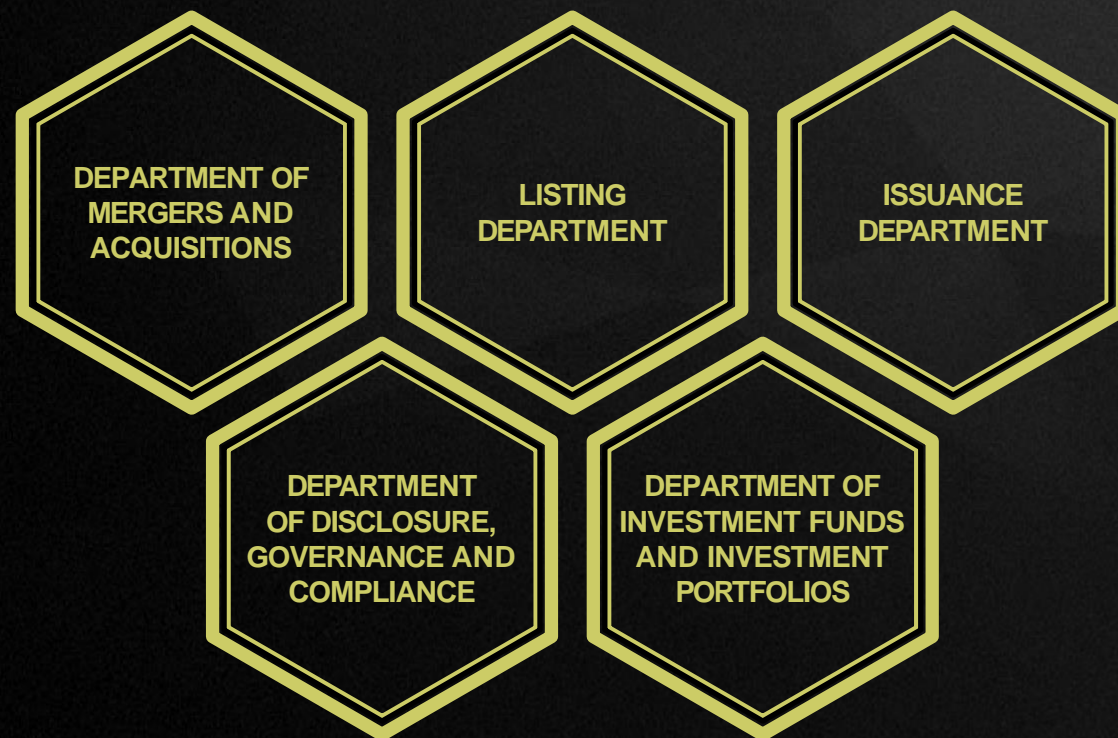 DEPARTMENT OF
MERGERS AND
ACQUISITIONS
LISTING
DEPARTMENT
ISSUANCE
DEPARTMENT
DEPARTMENT
OF DISCLOSURE,
GOVERNANCE AND
COMPLIANCE
DEPARTMENT OF
INVESTMENT FUNDS
AND INVESTMENT
PORTFOLIOS